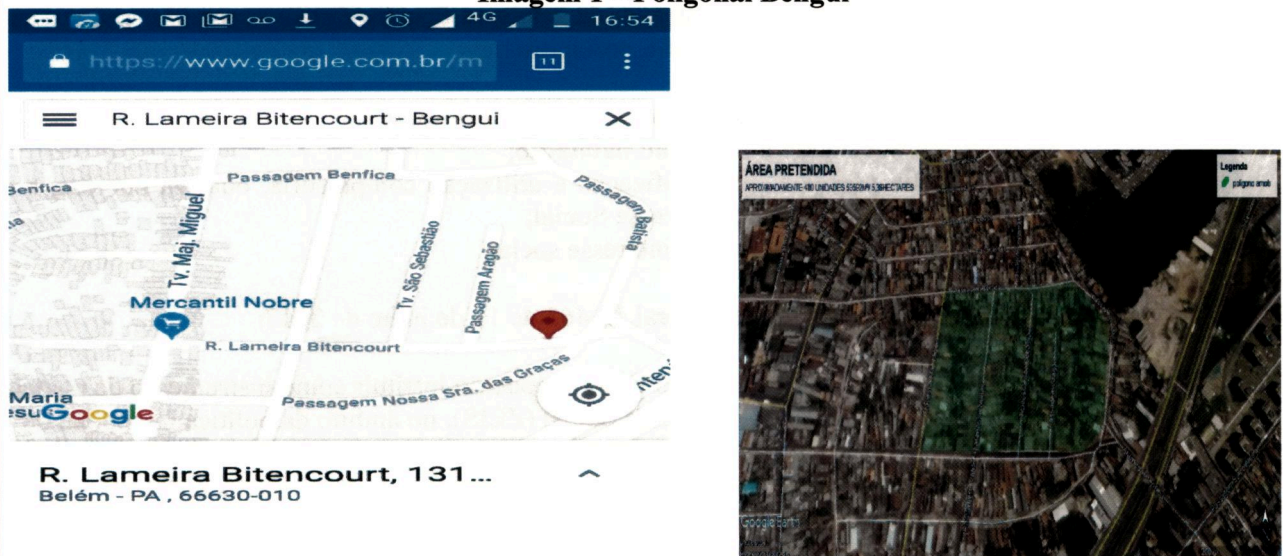 Imagem 1 – Poligonal Bengui
4G 16:54
https://www.google.com.br/m
11
R. Lameira Bitencourt - Bengui
Benfica
Passagem Benfica
Passagem Batista
Tv. Maj. Miguel
Tv. São Sebastião
Passagem Aragão
Mercantil Nobre
R. Lameira Bitencourt
Passagem Nossa Sra. das Graças
Maria
Google
R. Lameira Bitencourt, 131...
Belém - PA , 66630-010
ÁREA PRETENDIDA
Legenda
Google Earth